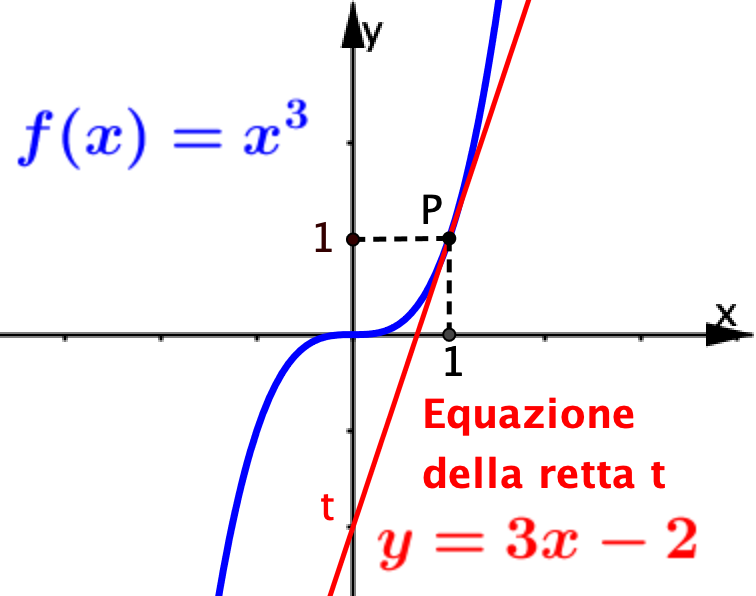 y
f(x) = x³
P
1
x
1
Equazione
della retta t
t
y = 3x − 2